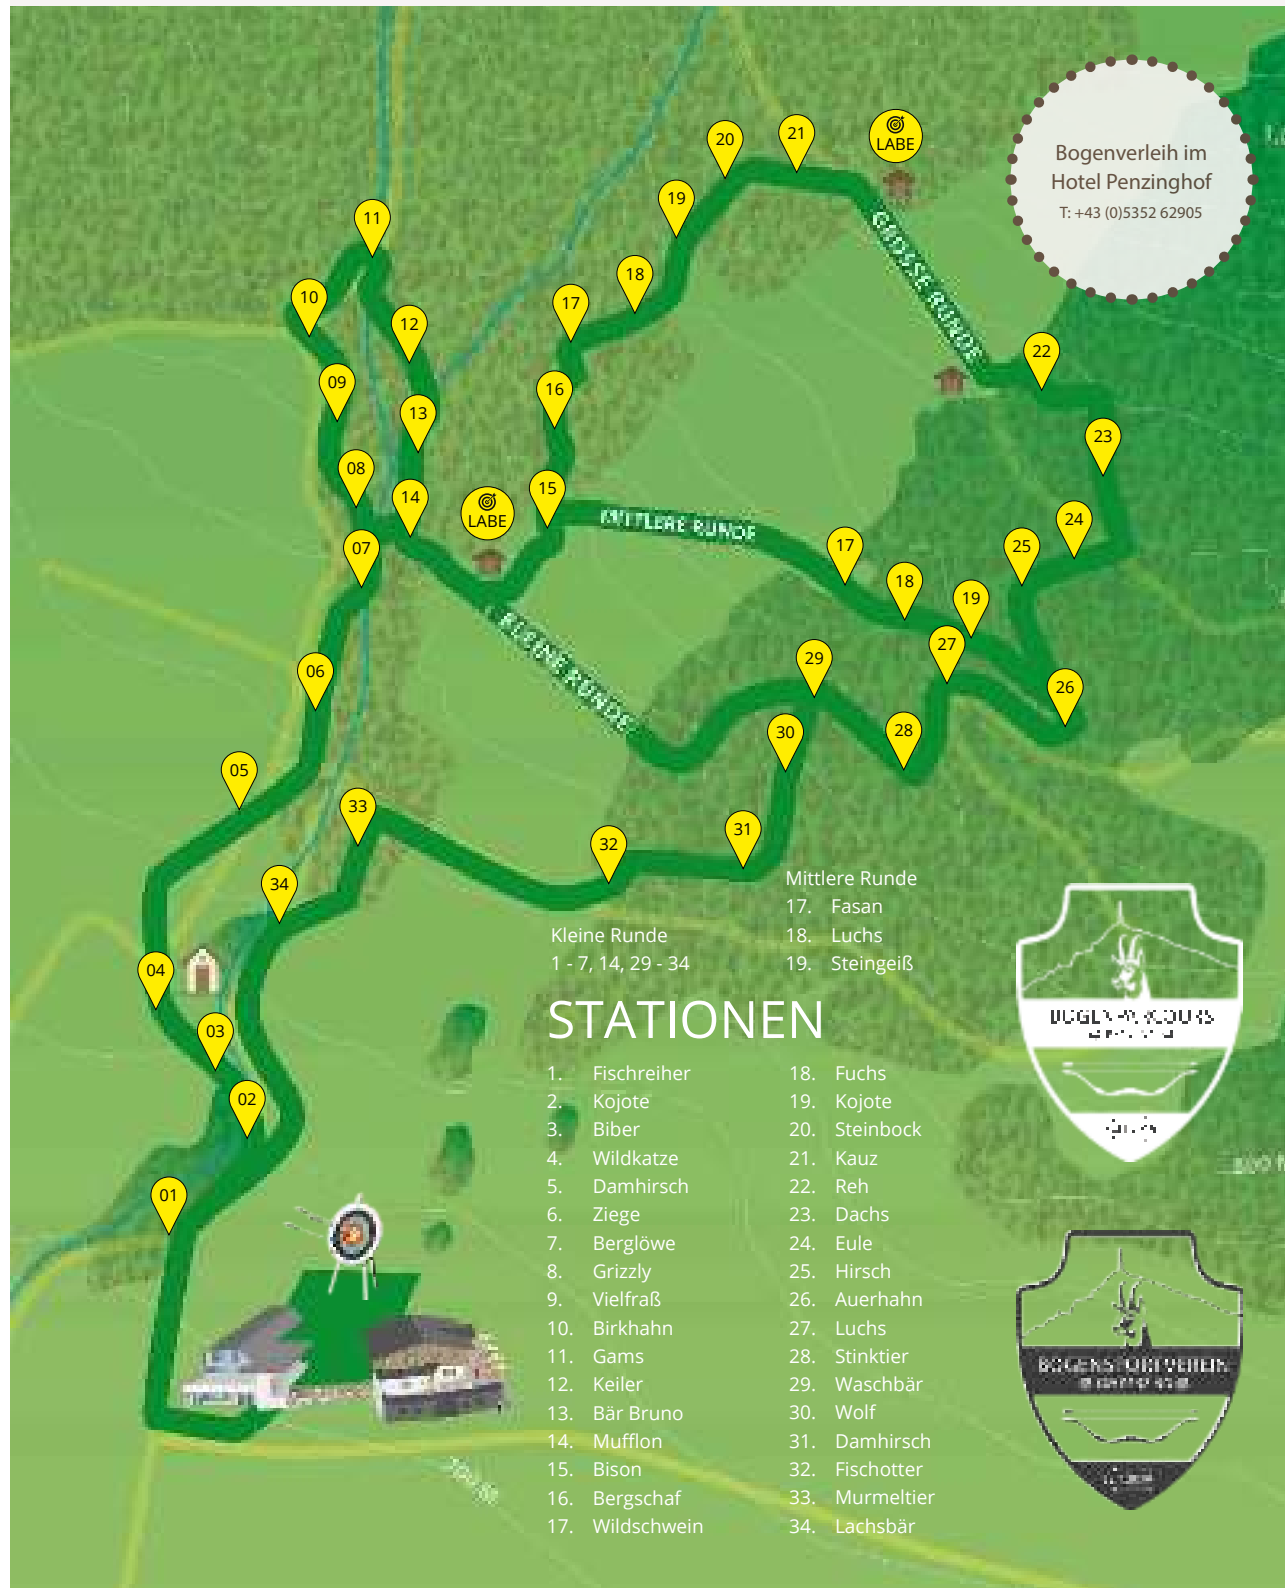 20
21
LABE
Bogenverleih im
Hotel Penzinghof
T: +43 (0)5352 62905
19
11
GROSSE RUNDE
18
10
17
12
22
09
16
13
23
08
15
14
LABE
MITTLERE RUNDE
24
07
17
25
18
19
KLEINE RUNDE
27
29
06
26
30
28
05
33
31
32
34
04
03
02
01
Mittlere Runde
17. Fasan
18. Luchs
19. Steingeiß
Kleine Runde
1 - 7, 14, 29 - 34
STATIONEN
1. Fischreiher
2. Kojote
3. Biber
4. Wildkatze
5. Damhirsch
6. Ziege
7. Berglöwe
8. Grizzly
9. Vielfraß
10. Birkhahn
11. Gams
12. Keiler
13. Bär Bruno
14. Mufflon
15. Bison
16. Bergschaf
17. Wildschwein
18. Fuchs
19. Kojote
20. Steinbock
21. Kauz
22. Reh
23. Dachs
24. Eule
25. Hirsch
26. Auerhahn
27. Luchs
28. Stinktier
29. Waschbär
30. Wolf
31. Damhirsch
32. Fischotter
33. Murmeltier
34. Lachsbär
BOGENPARCOURS
BOGENSPORTVEREIN